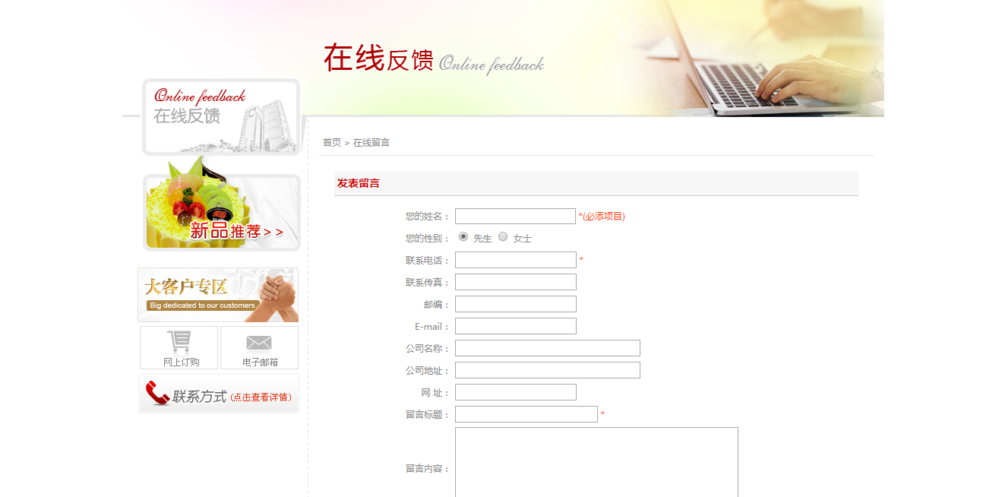 在线反馈 Online feedback
Online feedback
在线反馈
新品推荐>>
大客户专区
Big dedicated to our customers
网上订购
电子邮箱
联系方式(点击查看详情)
首页 > 在线留言
发表留言
您的姓名： *(必添项目)
您的性别： 先生 女士
联系电话： *
联系传真：
邮编：
E-mail：
公司名称：
公司地址：
网 址：
留言标题： *
留言内容：